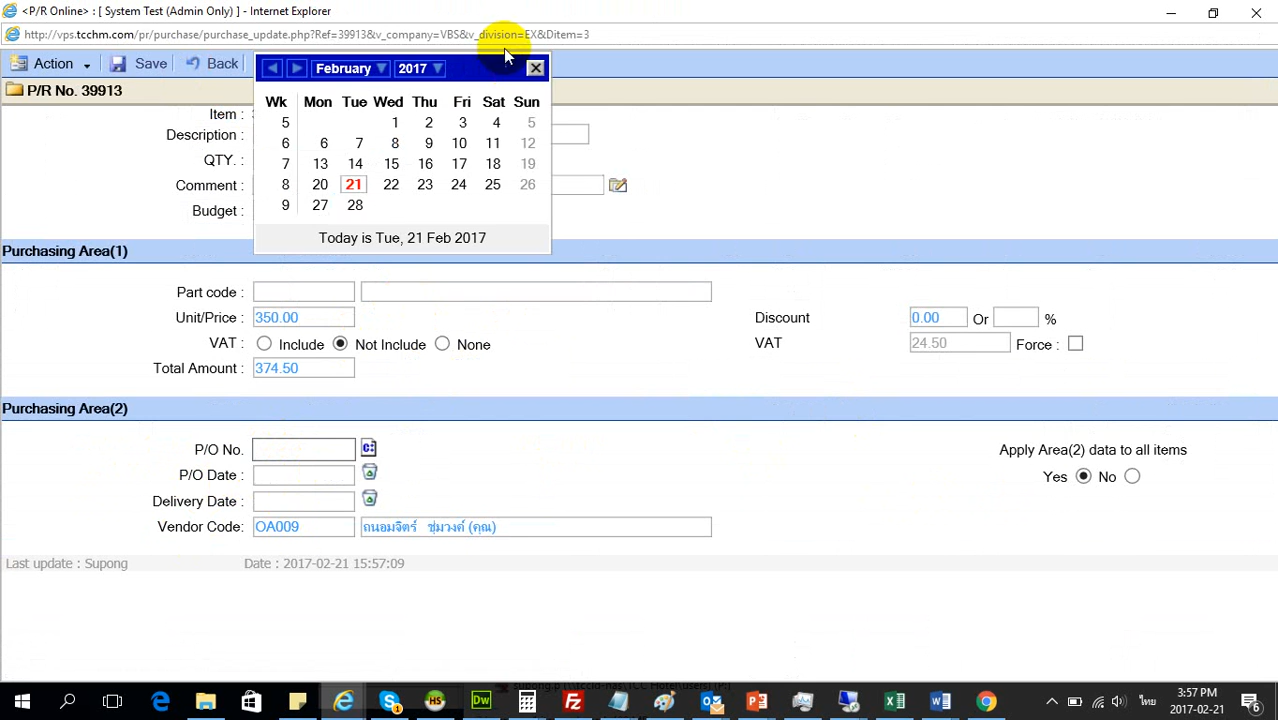 <P/R Online> : [ System Test (Admin Only) ] - Internet Explorer
http://vps.tcchm.com/pr/purchase/purchase_update.php?Ref=39913&v_company=VBS&v_division=EX&Ditem=3
Action Save Back
February 2017
P/R No. 39913
Wk Mon Tue Wed Thu Fri Sat Sun
5 1 2 3 4 5
6 6 7 8 9 10 11 12
7 13 14 15 16 17 18 19
8 20 21 22 23 24 25 26
9 27 28
Today is Tue, 21 Feb 2017
Item :
Description :
QTY. :
Comment :
Budget :
Purchasing Area(1)
Part code :
Unit/Price : 350.00 Discount 0.00 Or %
VAT : Include Not Include None VAT 24.50 Force :
Total Amount : 374.50
Purchasing Area(2)
P/O No. Apply Area(2) data to all items
P/O Date : Yes No
Delivery Date :
Vendor Code: OA009 ถนอมจิตร์ ชุ่มวงค์ (คุณ)
Last update : Supong Date : 2017-02-21 15:57:09
ไทย 3:57 PM
2017-02-21